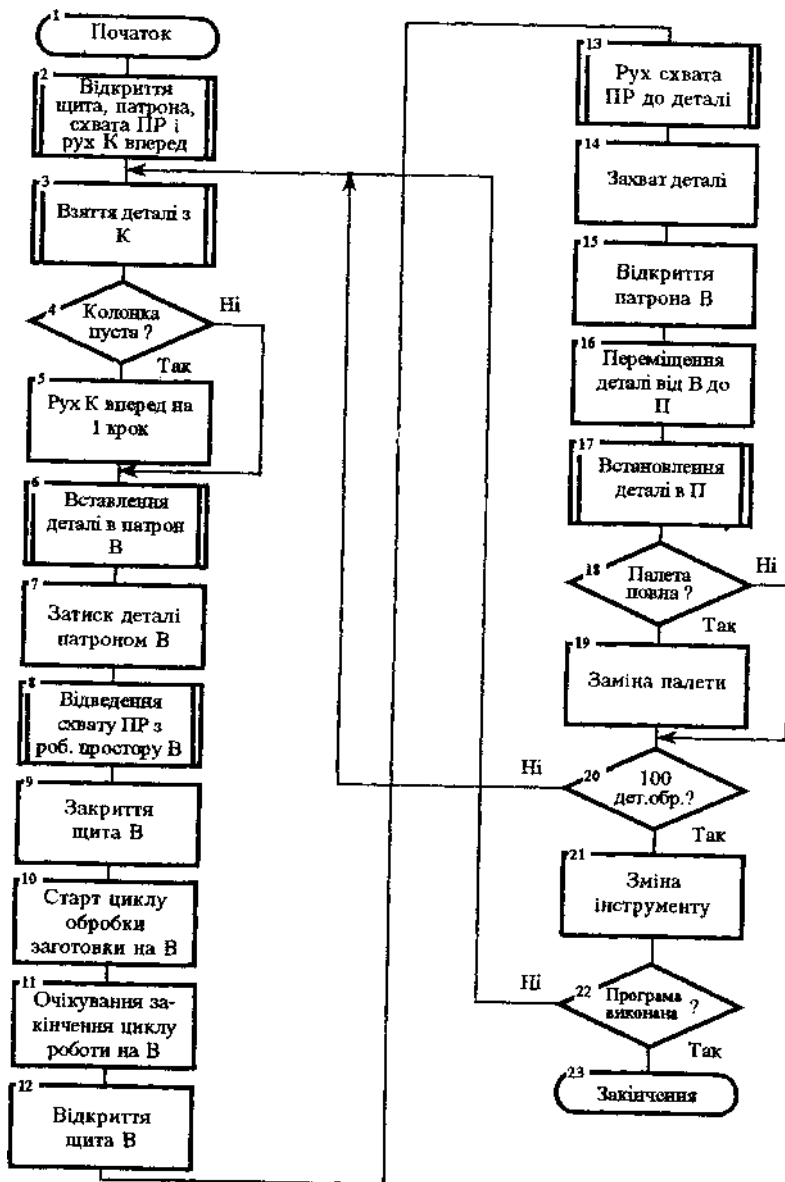 1
Початок
2
Відкриття
щита, патрона,
схвата ПР і
рух К вперед
3
Взяття деталі з
К
4
Колонка
пуста ?
Ні
Так
5
Рух К вперед на
1 крок
6
Вставлення
деталі в патрон
В
7
Затиск деталі
патроном В
8
Відведення
схвату ПР з
роб. простору В
9
Закриття
щита В
10
Старт циклу
обробки
заготовки на В
11
Очікування за-
кінчення циклу
роботи на В
12
Відкриття
щита В
13
Рух схвата
ПР до деталі
14
Захват деталі
15
Відкриття
патрона В
16
Переміщення
деталі від В до
П
17
Встановлення
деталі в П
18
Палета
повна ?
Ні
Так
19
Заміна палети
20
100
дет.обр.?
Ні
Так
21
Зміна
інструменту
22
Програма
виконана ?
Ні
Так
23
Закінчення